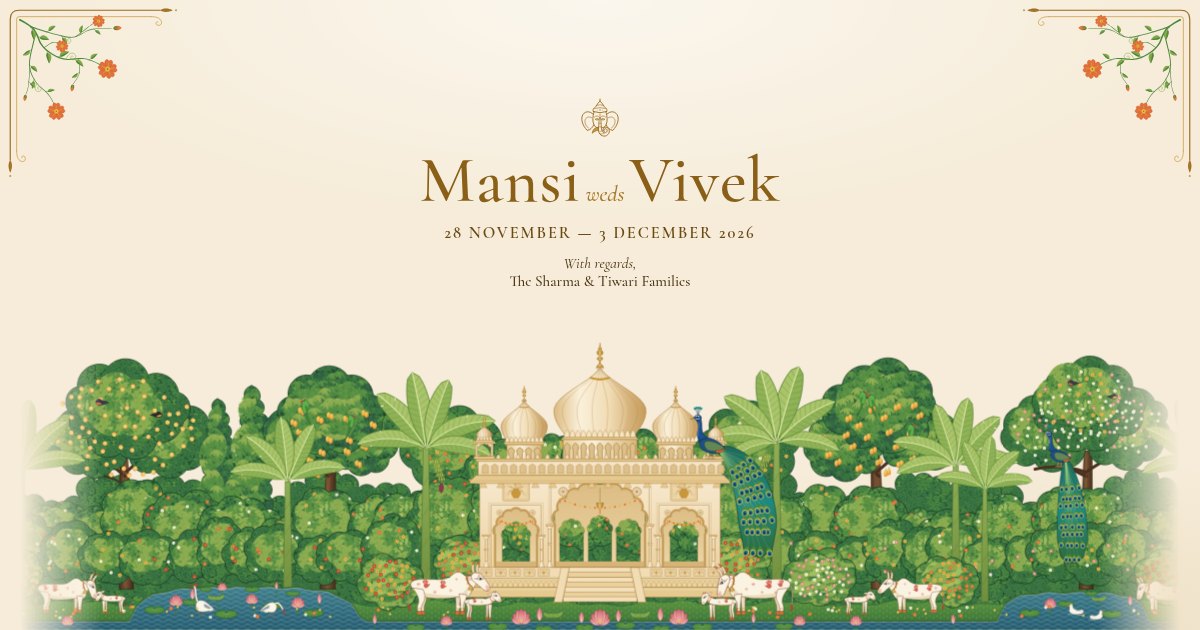 Mansi weds Vivek
28 NOVEMBER — 3 DECEMBER 2026
With regards,
The Sharma & Tiwari Families